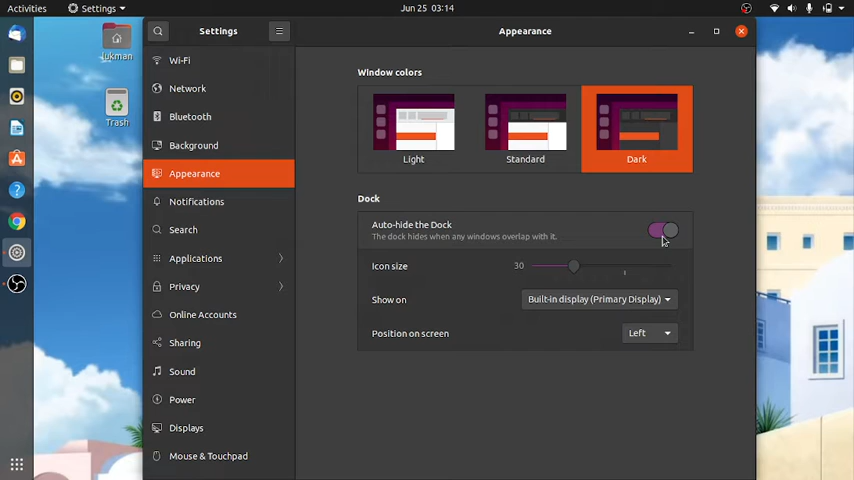 Activities
Settings
Jun 25 03:14
Settings
Appearance
lukman
Trash
Wi-Fi
Network
Bluetooth
Background
Appearance
Notifications
Search
Applications
Privacy
Online Accounts
Sharing
Sound
Power
Displays
Mouse & Touchpad
Window colors
Light
Standard
Dark
Dock
Auto-hide the Dock
The dock hides when any windows overlap with it.
Icon size
30
Show on
Built-in display (Primary Display)
Position on screen
Left